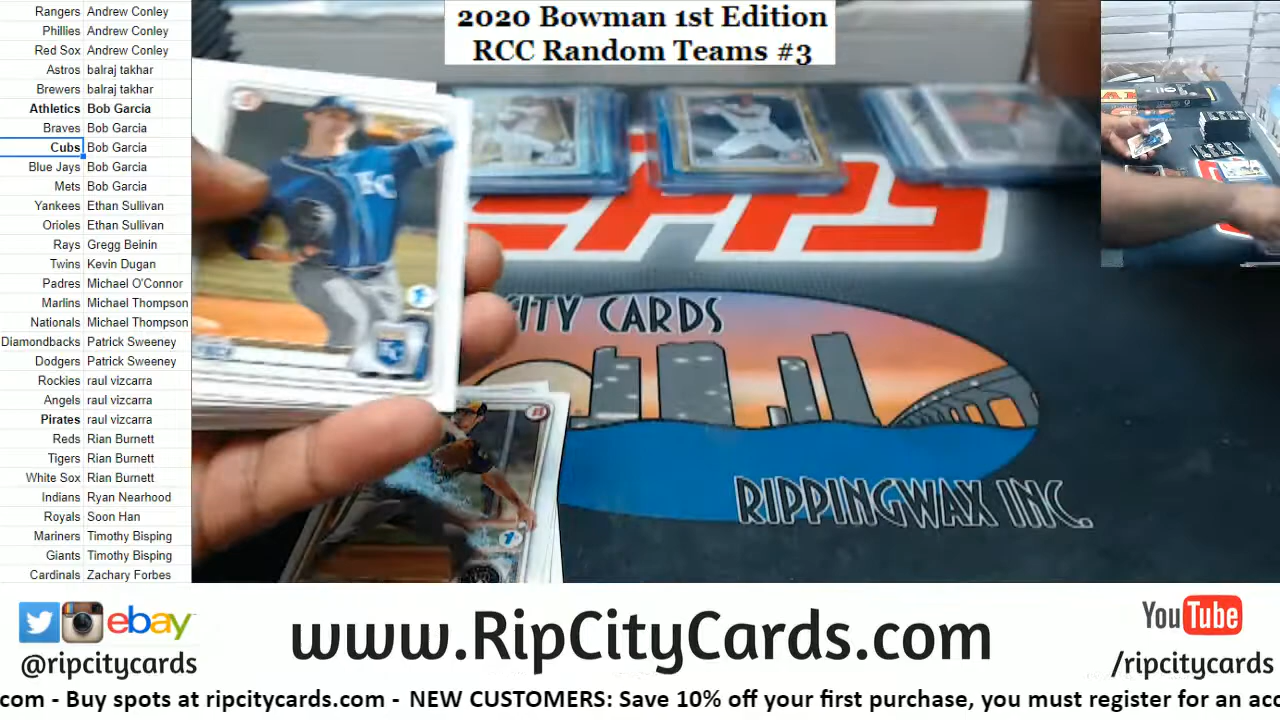 2020 Bowman 1st Edition
RCC Random Teams #3
Rangers Andrew Conley
Phillies Andrew Conley
Red Sox Andrew Conley
Astros balraj takhar
Brewers balraj takhar
Athletics Bob Garcia
Braves Bob Garcia
Cubs Bob Garcia
Blue Jays Bob Garcia
Mets Bob Garcia
Yankees Ethan Sullivan
Orioles Ethan Sullivan
Rays Gregg Beinin
Twins Kevin Dugan
Padres Michael O'Connor
Marlins Michael Thompson
Nationals Michael Thompson
Diamondbacks Patrick Sweeney
Dodgers Patrick Sweeney
Rockies raul vizcarra
Angels raul vizcarra
Pirates raul vizcarra
Reds Rian Burnett
Tigers Rian Burnett
White Sox Rian Burnett
Indians Ryan Nearhood
Royals Soon Han
Mariners Timothy Bisping
Giants Timothy Bisping
Cardinals Zachary Forbes
KC
1st
KC
1st
CITY CARDS
RIPPINGWAX INC.
ebay
@ripcitycards
www.RipCityCards.com
YouTube
/ripcitycards
com - Buy spots at ripcitycards.com - NEW CUSTOMERS: Save 10% off your first purchase, you must register for an acc